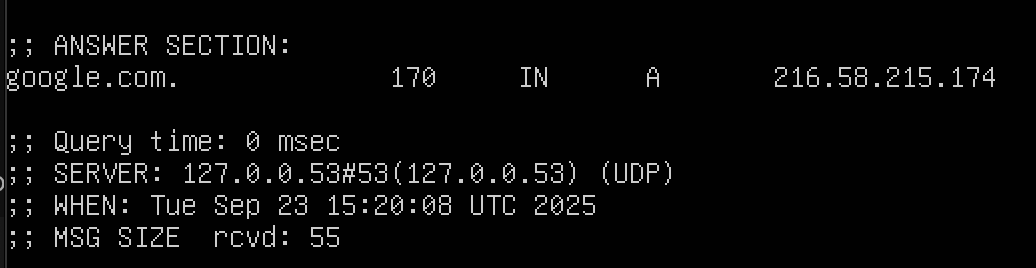 ;; ANSWER SECTION:
google.com. 170 IN A 216.58.215.174
;; Query time: 0 msec
;; SERVER: 127.0.0.53#53(127.0.0.53) (UDP)
;; WHEN: Tue Sep 23 15:20:08 UTC 2025
;; MSG SIZE  rcvd: 55